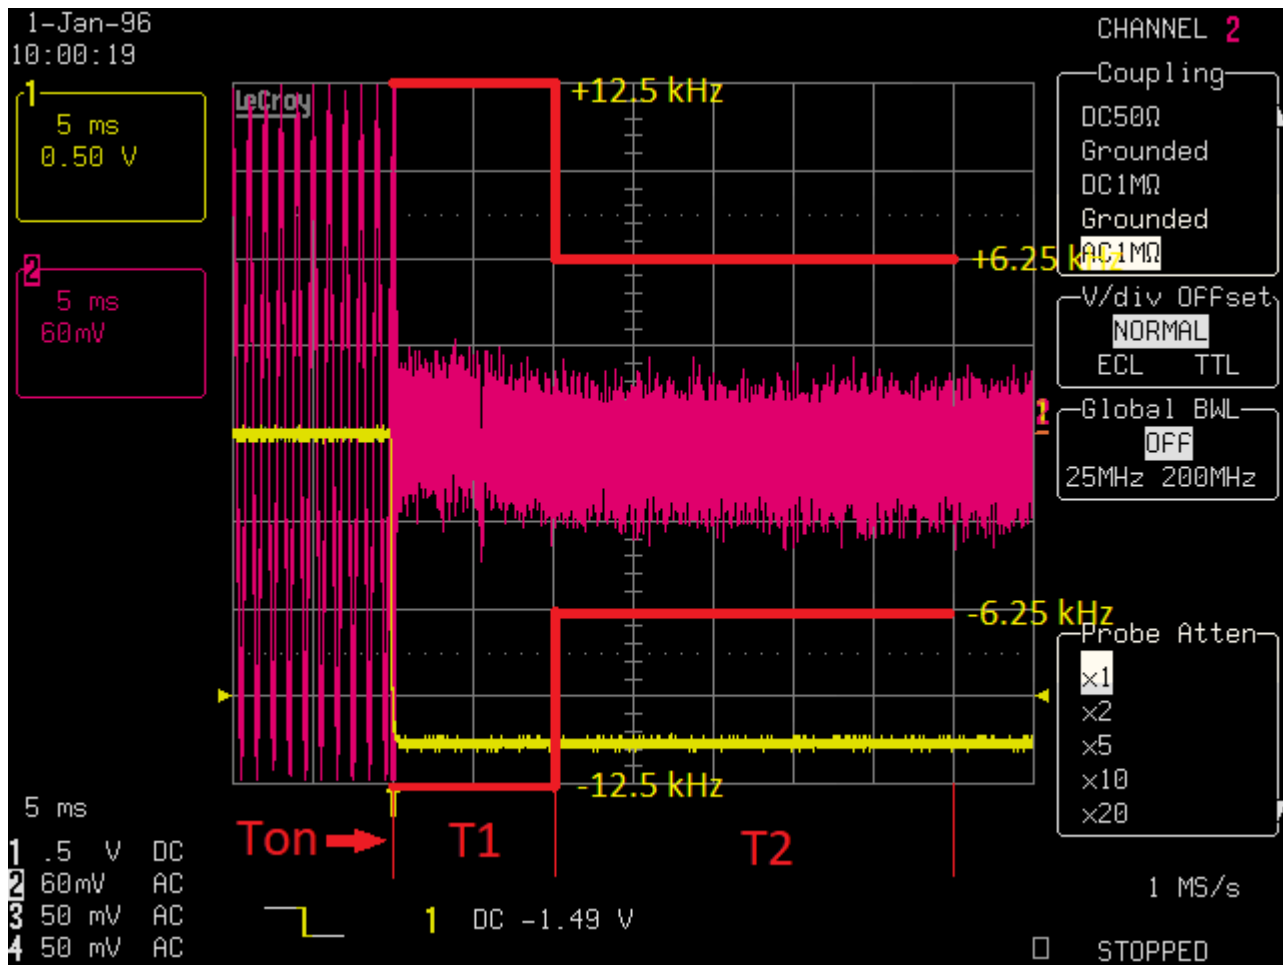 1-Jan-96
10:00:19
CHANNEL 2
1
5 ms
0.50 V
2
5 ms
60mV
LeCroy
+12.5 kHz
+6.25 kHz
-6.25 kHz
-12.5 kHz
Ton
T1
T2
Coupling
DC50Ω
Grounded
DC1MΩ
Grounded
AC1MΩ
V/div OFFset
NORMAL
ECL TTL
Global BWL
OFF
25MHz 200MHz
Probe Atten
×1
×2
×5
×10
×20
5 ms
1 .5 V DC
2 60mV AC
3 50 mV AC
4 50 mV AC
1 DC -1.49 V
1 MS/s
STOPPED